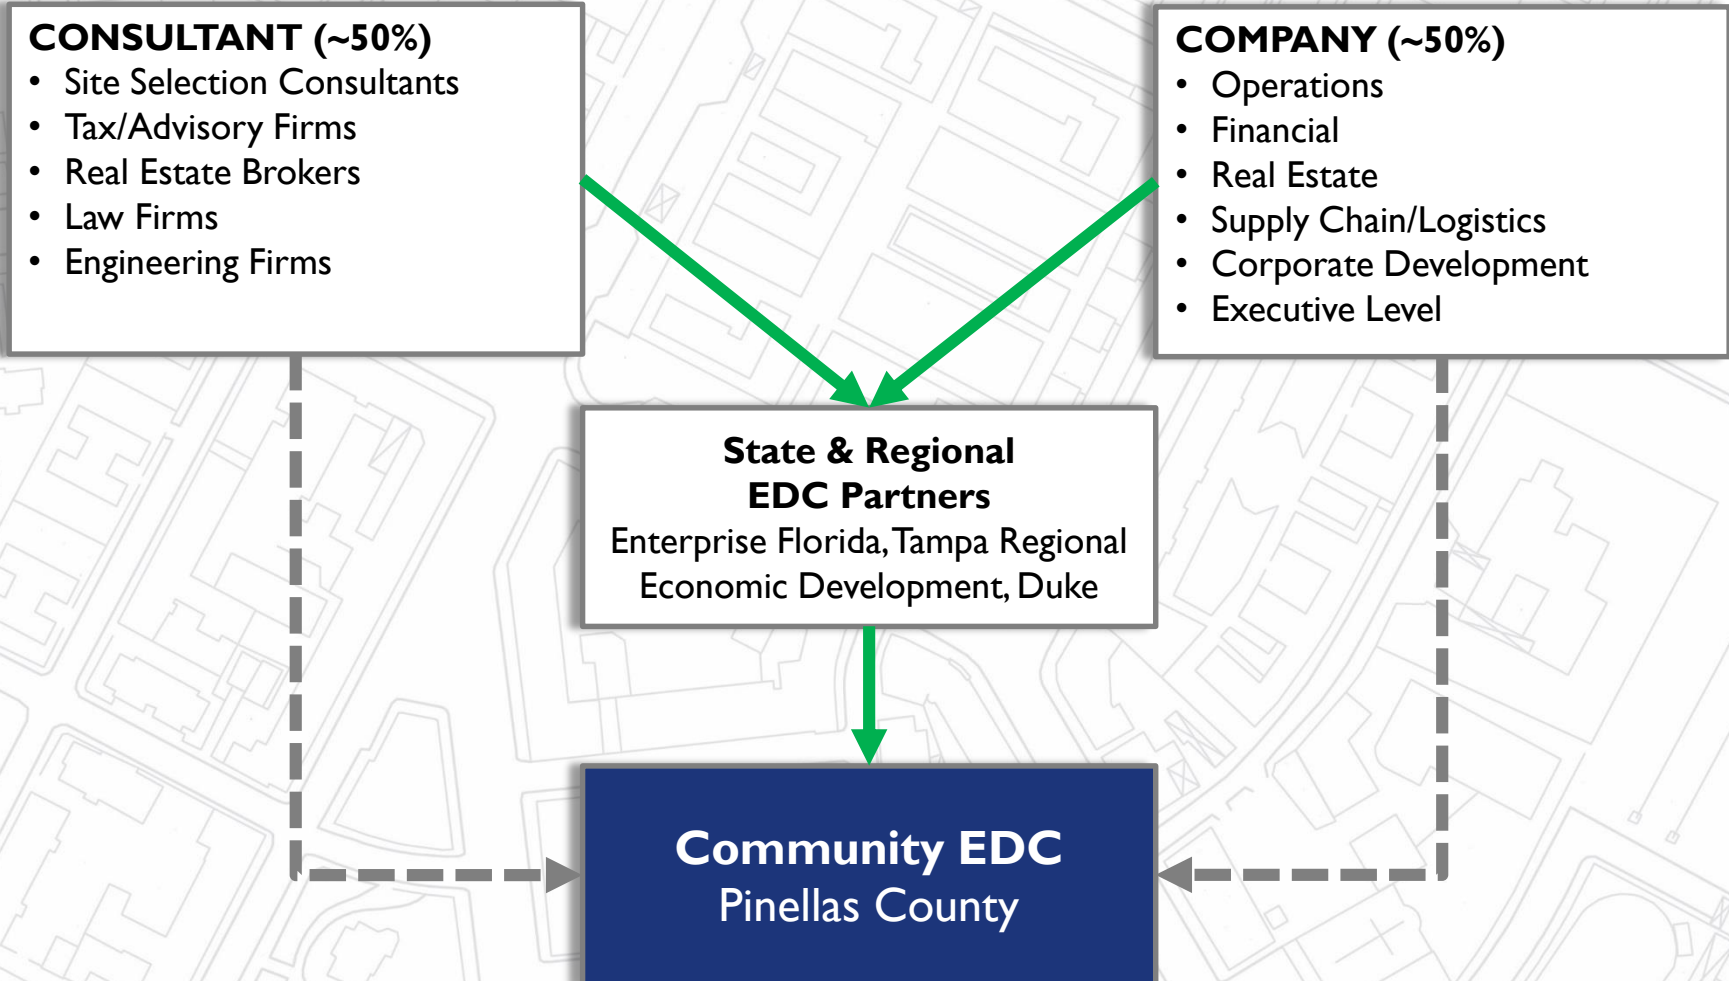 CONSULTANT (~50%)
• Site Selection Consultants
• Tax/Advisory Firms
• Real Estate Brokers
• Law Firms
• Engineering Firms
COMPANY (~50%)
• Operations
• Financial
• Real Estate
• Supply Chain/Logistics
• Corporate Development
• Executive Level
State & Regional
EDC Partners
Enterprise Florida, Tampa Regional
Economic Development, Duke
Community EDC
Pinellas County